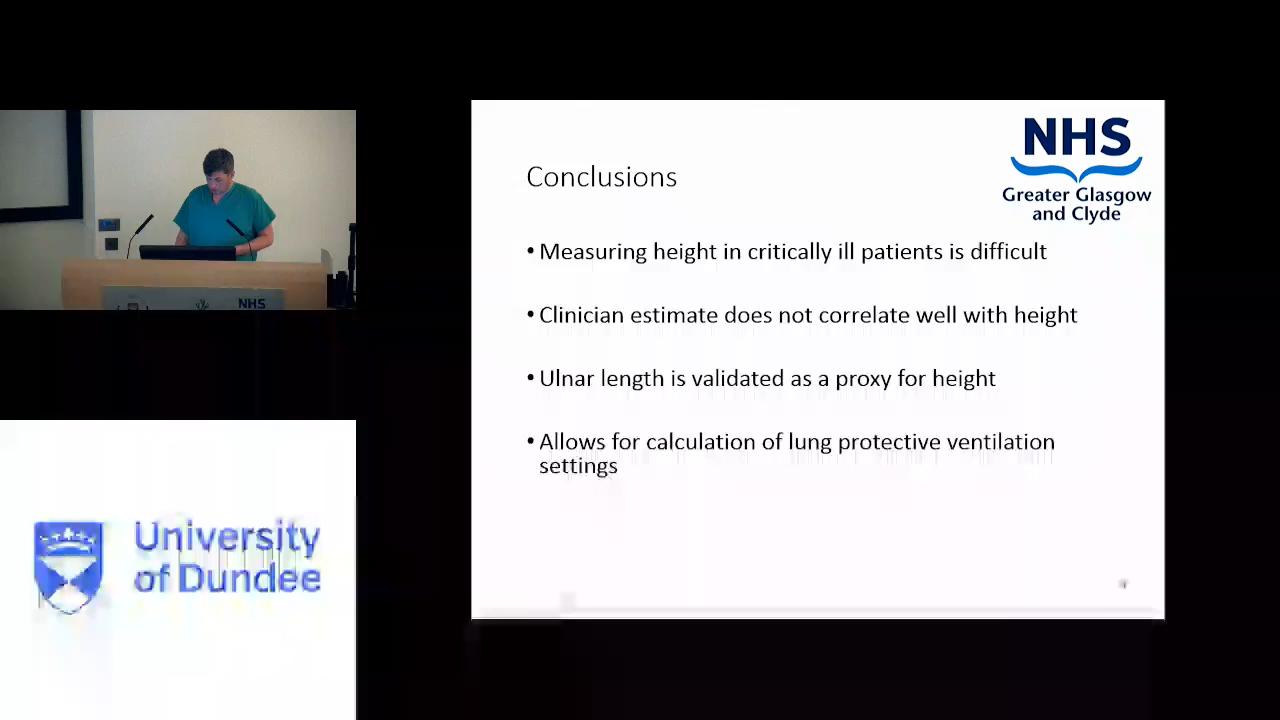 NHS
Greater Glasgow
and Clyde
Conclusions
• Measuring height in critically ill patients is difficult
• Clinician estimate does not correlate well with height
• Ulnar length is validated as a proxy for height
• Allows for calculation of lung protective ventilation
settings
NHS
University
of Dundee